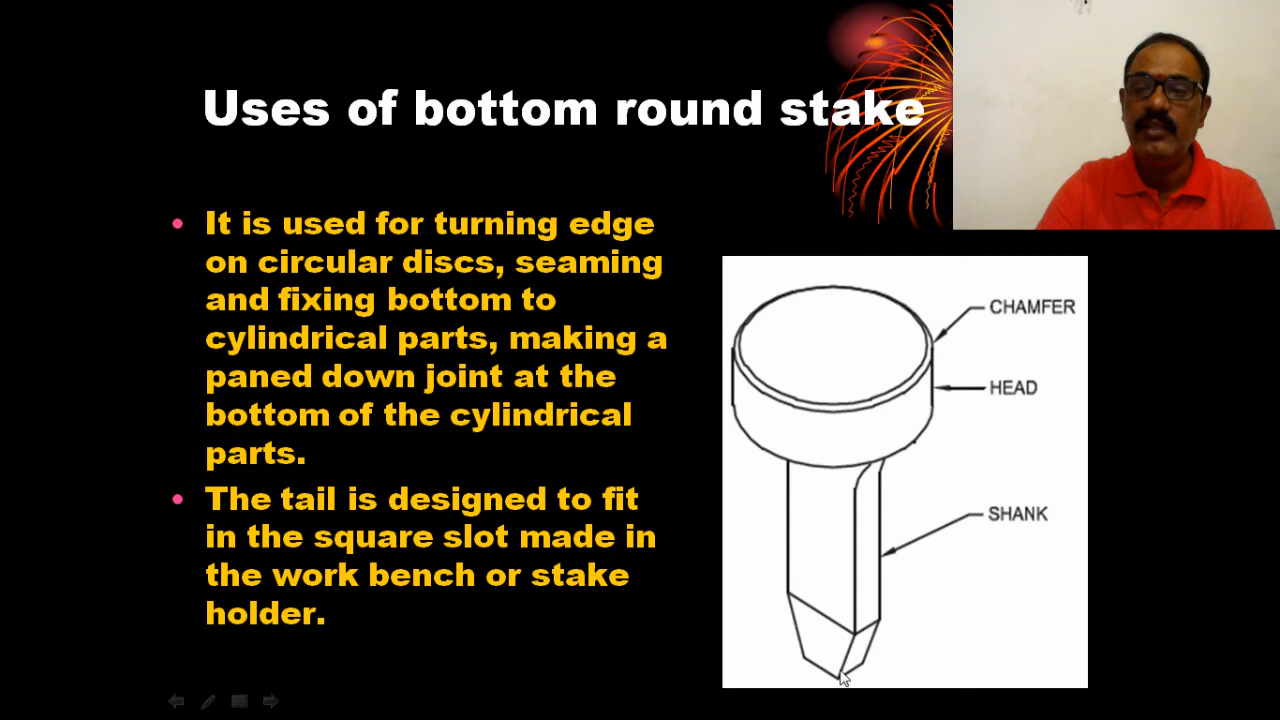 Uses of bottom round stake
• It is used for turning edge
on circular discs, seaming
and fixing bottom to
cylindrical parts, making a
paned down joint at the
bottom of the cylindrical
parts.
• The tail is designed to fit
in the square slot made in
the work bench or stake
holder.
CHAMFER
HEAD
SHANK